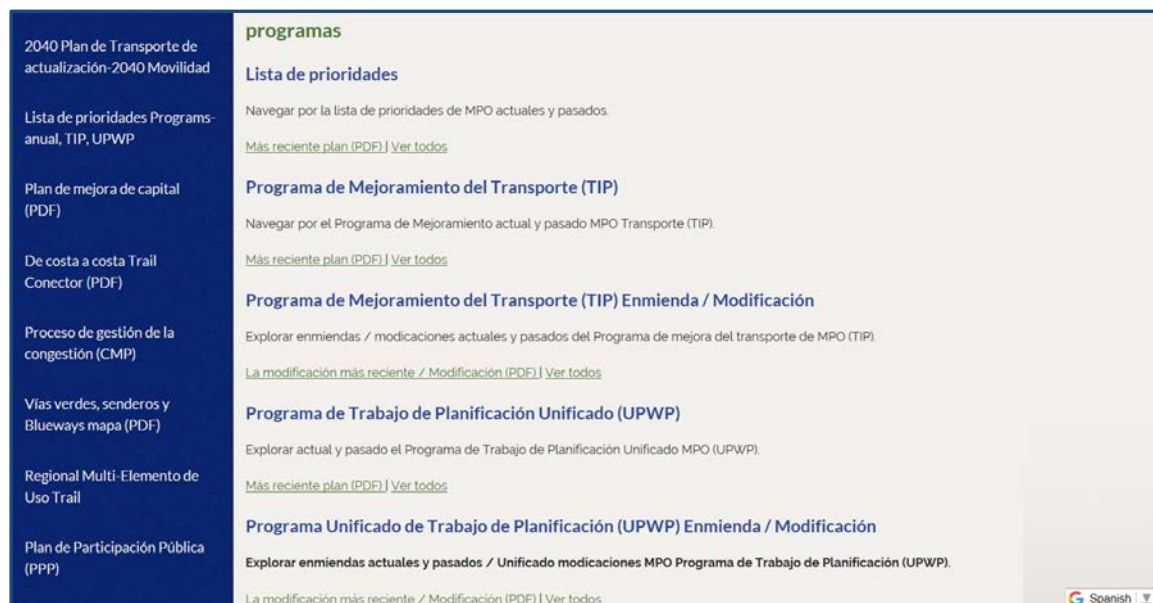 2040 Plan de Transporte de
actualización-2040 Movilidad
Lista de prioridades Programs-
anual, TIP, UPWP
Plan de mejora de capital
(PDF)
De costa a costa Trail
Conector (PDF)
Proceso de gestión de la
congestión (CMP)
Vías verdes, senderos y
Blueways mapa (PDF)
Regional Multi-Elemento de
Uso Trail
Plan de Participación Pública
(PPP)
programas
Lista de prioridades
Navegar por la lista de prioridades de MPO actuales y pasados.
Más reciente plan (PDF) | Ver todos
Programa de Mejoramiento del Transporte (TIP)
Navegar por el Programa de Mejoramiento actual y pasado MPO Transporte (TIP).
Más reciente plan (PDF) | Ver todos
Programa de Mejoramiento del Transporte (TIP) Enmienda / Modificación
Explorar enmiendas / modicaciones actuales y pasados del Programa de mejora del transporte de MPO (TIP).
La modificación más reciente / Modificación (PDF) | Ver todos
Programa de Trabajo de Planificación Unificado (UPWP)
Explorar actual y pasado el Programa de Trabajo de Planificación Unificado MPO (UPWP).
Más reciente plan (PDF) | Ver todos
Programa Unificado de Trabajo de Planificación (UPWP) Enmienda / Modificación
Explorar enmiendas actuales y pasados / Unificado modicaciones MPO Programa de Trabajo de Planificación (UPWP).
La modificación más reciente / Modificación (PDF) | Ver todos
G Spanish ▼